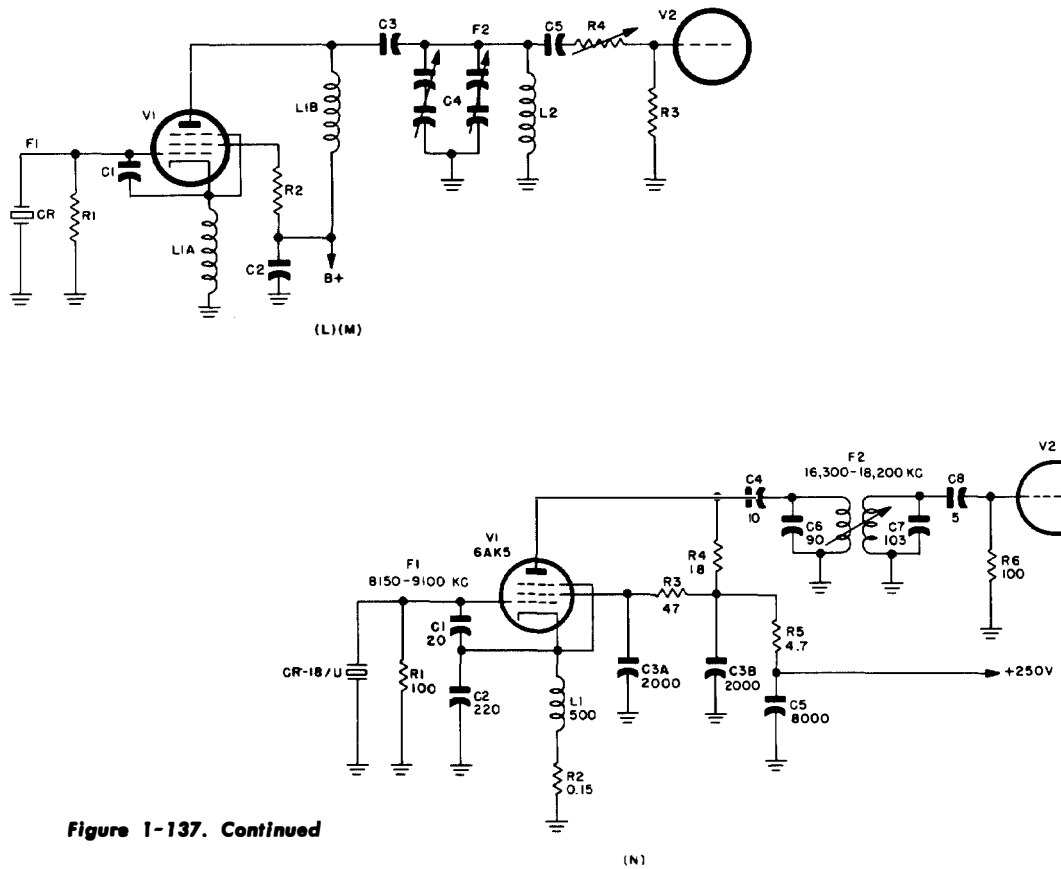 C3
F2
C5
R4
V2
L1B
C4
L2
R3
V1
F1
C1
R2
CR
R1
L1A
C2
B+
(L)(M)
F2
16,300-18,200 KC
V2
C4
10
C8
5
C6
90
C7
103
V1
6AK5
R4
18
R6
100
F1
8150-9100 KC
R3
47
R5
4.7
C1
20
CR-18/U
R1
100
C3A
2000
C3B
2000
+250V
C2
220
L1
500
C5
8000
R2
0.15
Figure 1-137. Continued
(N)